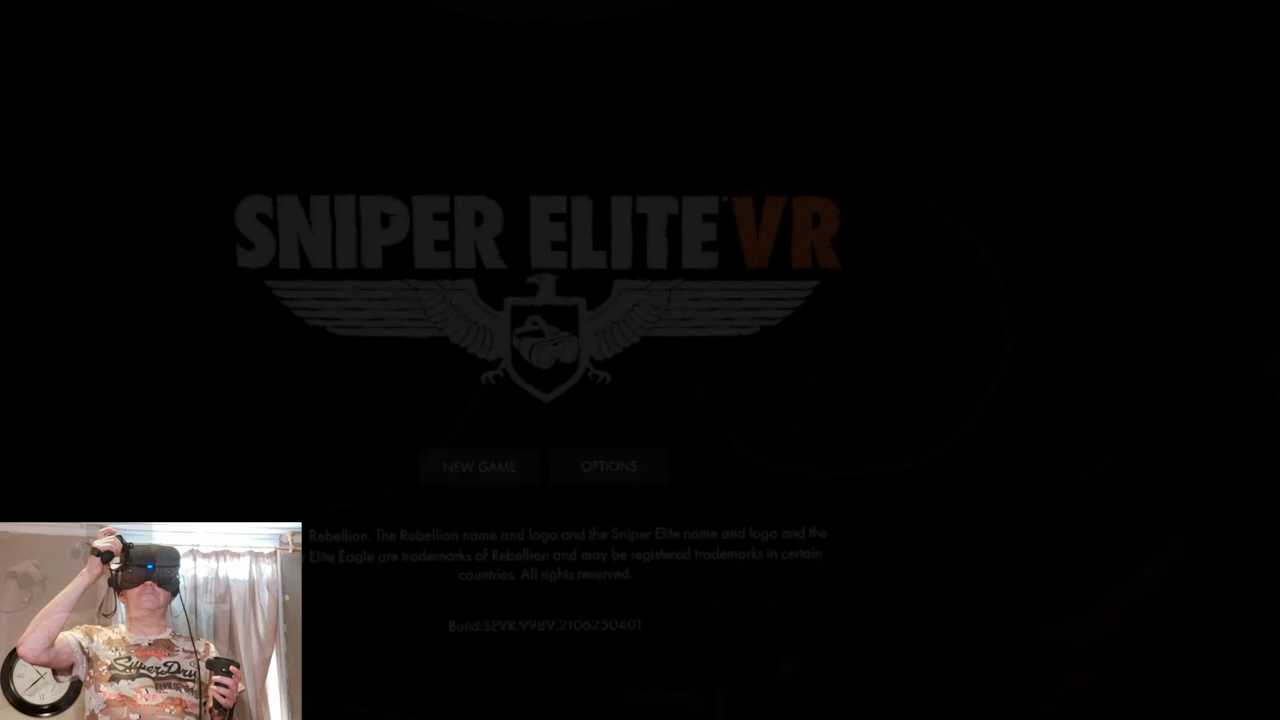 SNIPER ELITE VR
NEW GAME
OPTIONS
Rebellion. The Rebellion name and logo and the Sniper Elite name and logo and the
Elite Eagle are trademarks of Rebellion and may be registered trademarks in certain
countries. All rights reserved.
Build:SEVR.9989.2106250401
SuperDry